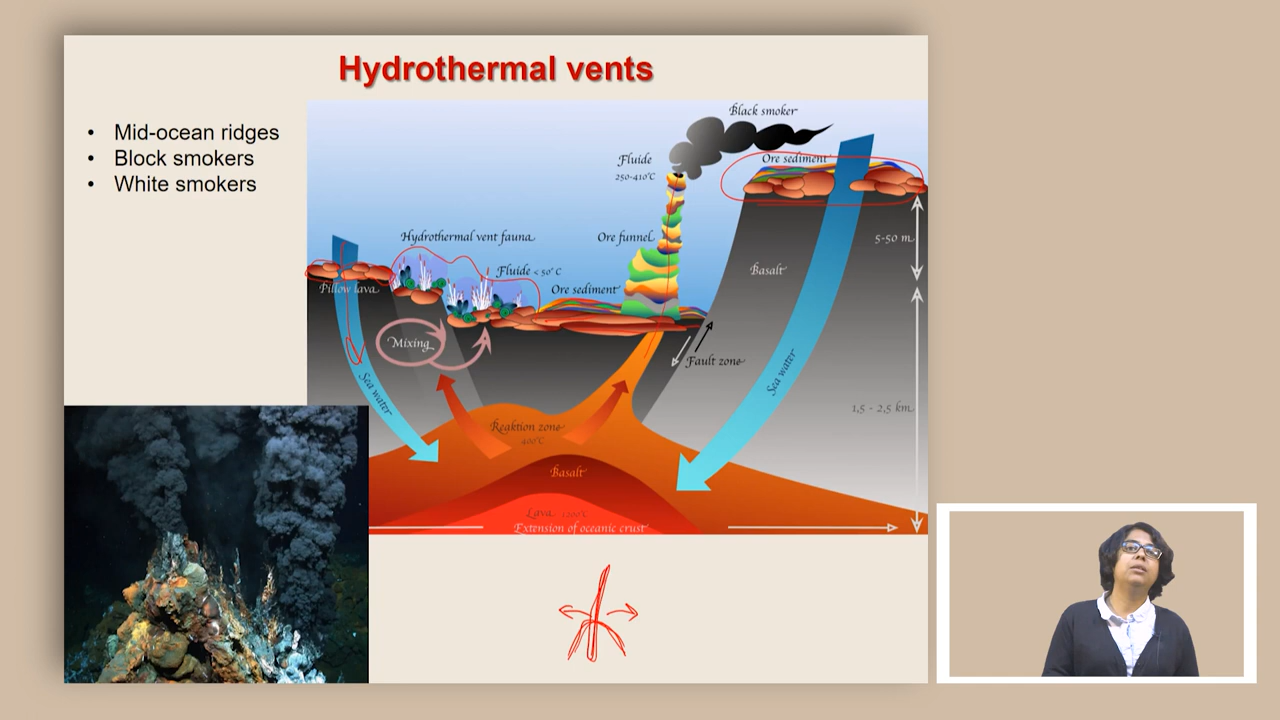 Hydrothermal vents
• Mid-ocean ridges
• Block smokers
• White smokers
Black smoker
Fluide
250-410°C
Ore sediment
Hydrothermal vent fauna
Ore funnel
5-50 m
Fluide < 50° C
Basalt
Pillow lava
Ore sediment
Mixing
Fault zone
Sea water
Sea water
1,5 - 2,5 km
Reaktion zone
400°C
Basalt
Lava 1200°C
Extension of oceanic crust